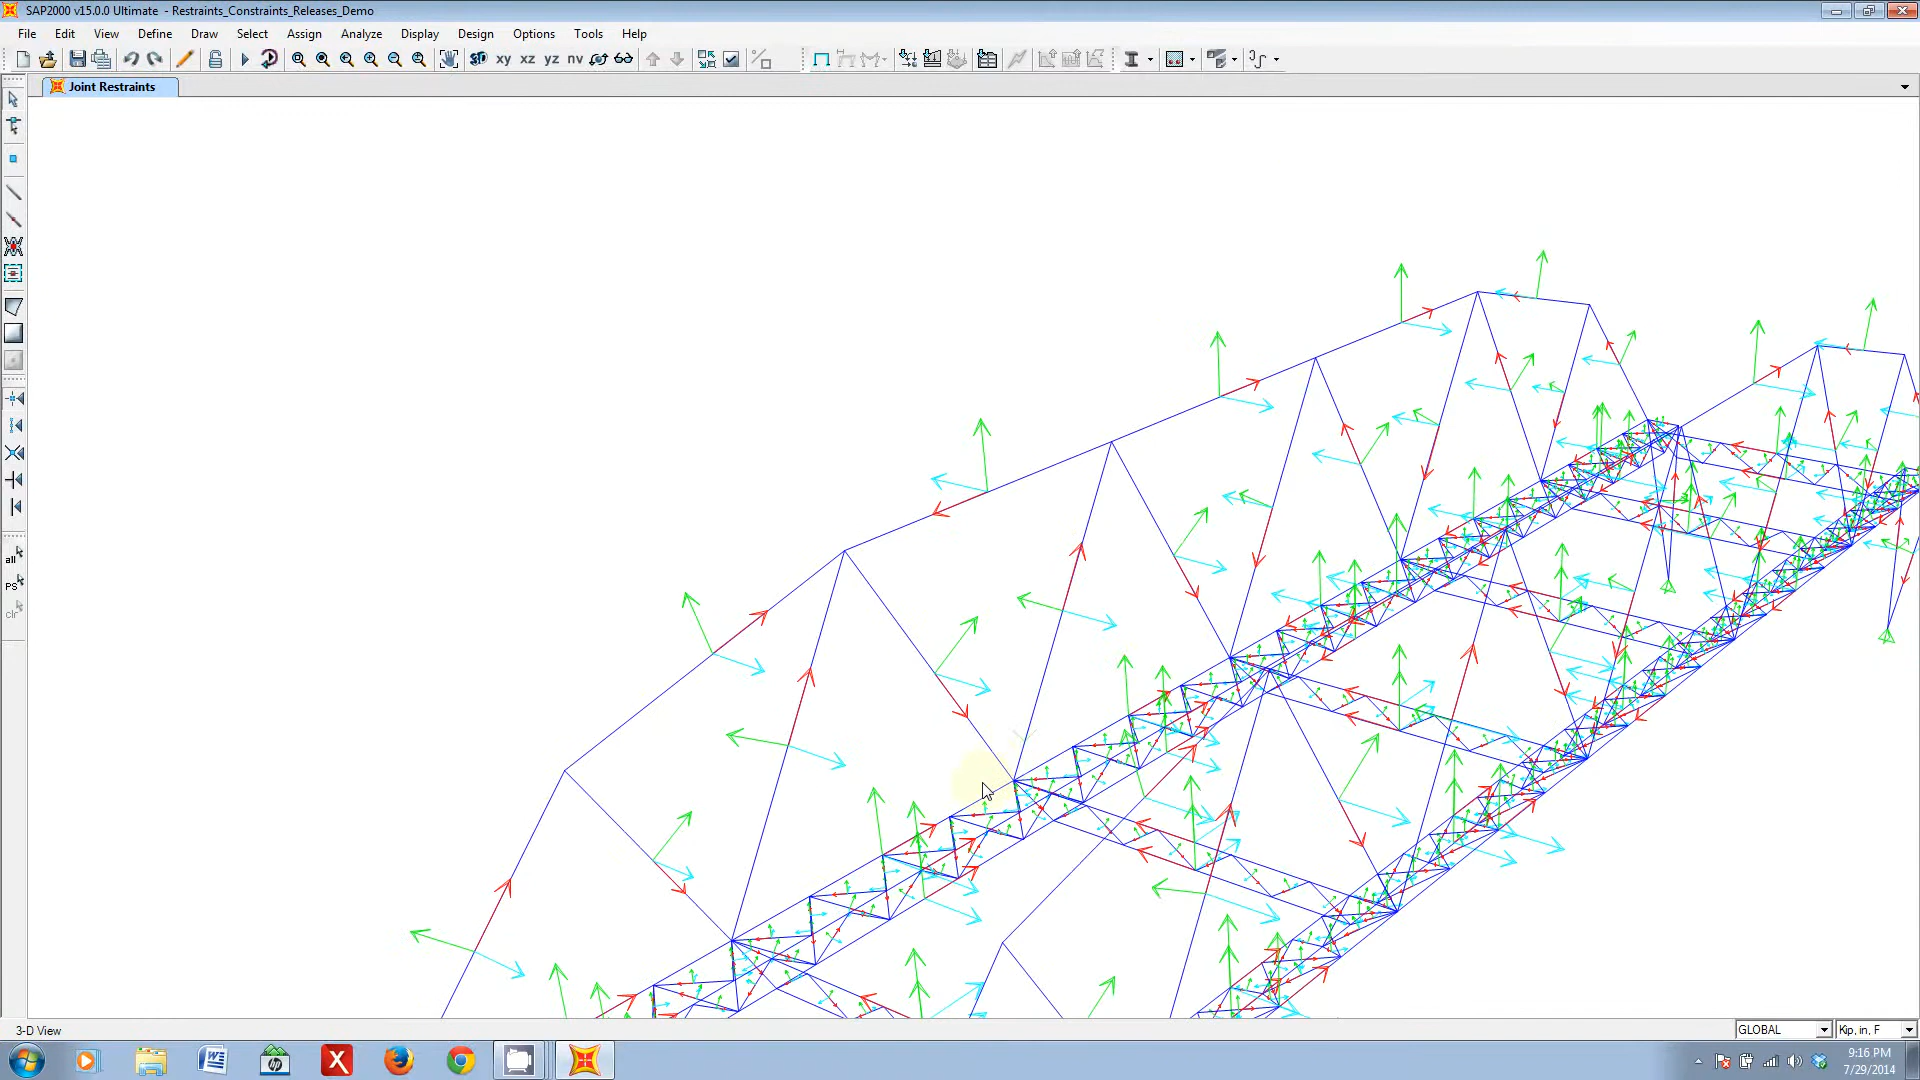 SAP2000 v15.0.0 Ultimate - Restraints_Constraints_Releases_Demo
File Edit View Define Draw Select Assign Analyze Display Design Options Tools Help
3D xy xz yz nv
Joint Restraints
all
PS
clr
3-D View
GLOBAL
Kip, in, F
9:16 PM
7/29/2014